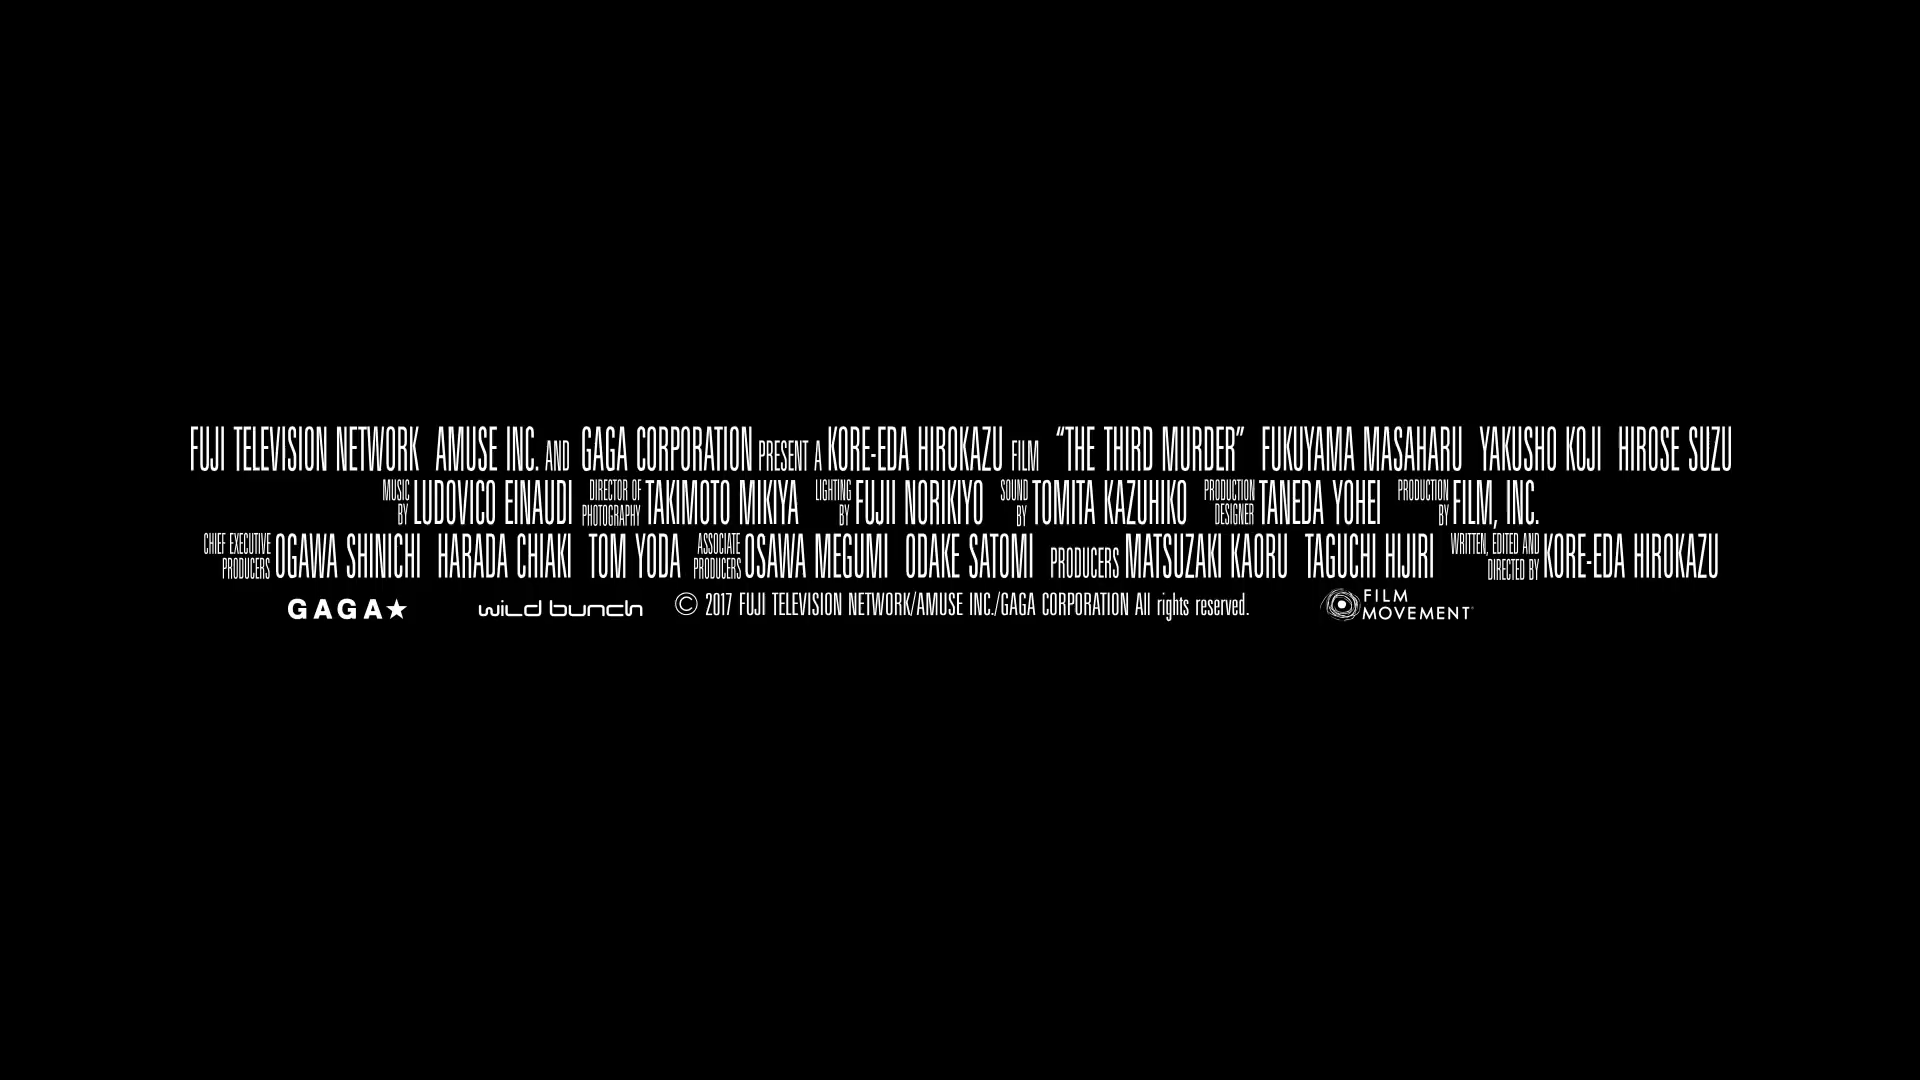 FUJI TELEVISION NETWORK AMUSE INC. AND GAGA CORPORATION PRESENT A KORE-EDA HIROKAZU FILM “THE THIRD MURDER” FUKUYAMA MASAHARU YAKUSHO KOJI HIROSE SUZU
MUSIC BY LUDOVICO EINAUDI DIRECTOR OF PHOTOGRAPHY TAKIMOTO MIKIYA LIGHTING BY FUJII NORIKIYO SOUND BY TOMITA KAZUHIKO PRODUCTION DESIGNER TANEDA YOHEI PRODUCTION BY FILM, INC.
CHIEF EXECUTIVE PRODUCERS OGAWA SHINICHI HARADA CHIAKI TOM YODA ASSOCIATE PRODUCERS OSAWA MEGUMI ODAKE SATOMI PRODUCERS MATSUZAKI KAORU TAGUCHI HIJIRI WRITTEN, EDITED AND DIRECTED BY KORE-EDA HIROKAZU
GAGA★ wild bunch © 2017 FUJI TELEVISION NETWORK/AMUSE INC./GAGA CORPORATION All rights reserved. FILM MOVEMENT